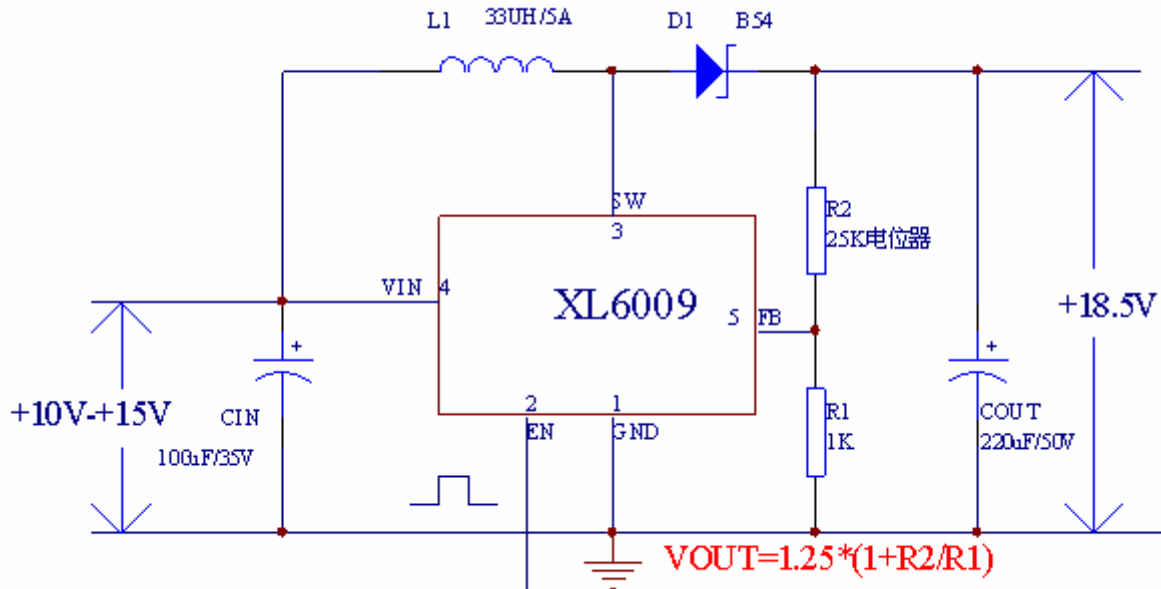 L1 33UH/5A D1 B54
SW
3
R2
25K电位器
VIN 4
XL6009
5 FB
+18.5V
+
+
+10V-+15V
CIN
100uF/35V
2 1
EN GND
R1
1K
COUT
220uF/50V
VOUT=1.25*(1+R2/R1)